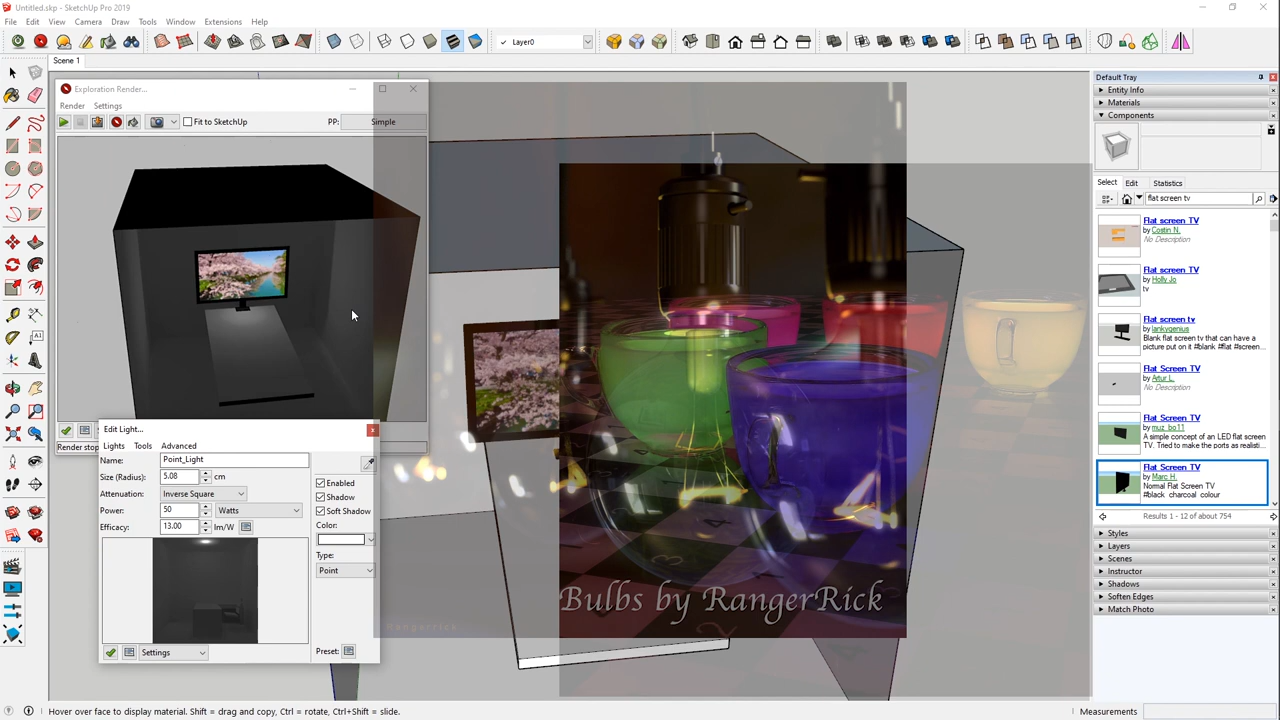 Untitled.skp - SketchUp Pro 2019
File Edit View Camera Draw Tools Window Extensions Help
Layer0
Scene 1
Exploration Render...
Render Settings
Fit to SketchUp PP: Simple
Render stop
Edit Light...
Lights Tools Advanced
Name: Point_Light
Size (Radius): 5.08 cm
Attenuation: Inverse Square
Power: 50 Watts
Efficacy: 13.00 lm/W
Enabled
Shadow
Soft Shadow
Color:
Type:
Point
Preset:
Settings
Bulbs by RangerRick
Rangerrick
Default Tray
Entity Info
Materials
Components
Select Edit Statistics
flat screen tv
Flat screen TV
by Costin N.
No Description
Flat screen TV
by Holly Jo
tv
Flat screen tv
by lankygenius
Blank flat screen tv that can have a
picture put on it #blank #flat #screen...
Flat Screen TV
by Artur L.
No Description
Flat Screen TV
by muz_bo11
A simple concept of an LED flat screen
TV. Tried to make the ports as realisti...
Flat Screen TV
by Marc H.
Normal Flat Screen TV
#black charcoal colour
Results 1 - 12 of about 754
Styles
Layers
Scenes
Instructor
Shadows
Soften Edges
Match Photo
Hover over face to display material. Shift = drag and copy, Ctrl = rotate, Ctrl+Shift = slide.
Measurements